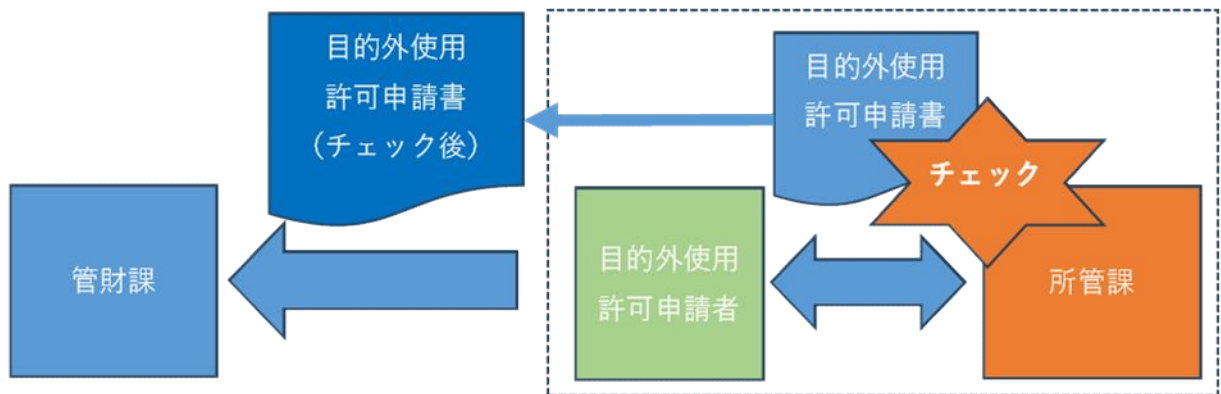 目的外使用
許可申請書
（チェック後）
目的外使用
許可申請書
チェック
管財課
目的外使用
許可申請者
所管課